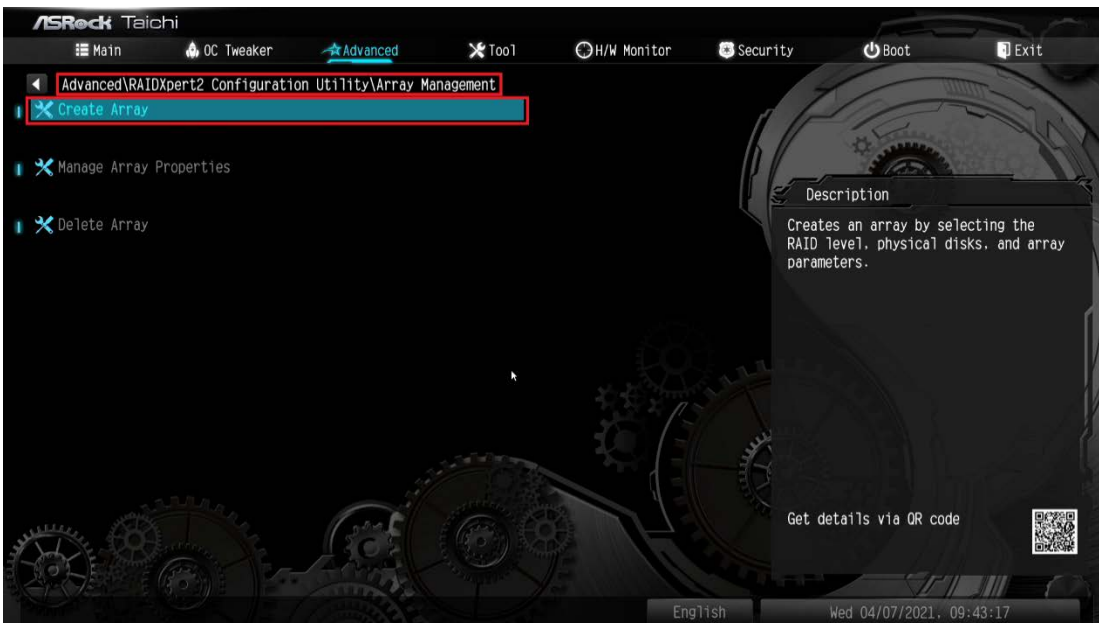 ASRock Taichi
Main OC Tweaker Advanced Tool H/W Monitor Security Boot Exit
Advanced\RAIDXpert2 Configuration Utility\Array Management
Create Array
Manage Array Properties
Delete Array
Description
Creates an array by selecting the
RAID level, physical disks, and array
parameters.
Get details via QR code
English Wed 04/07/2021, 09:43:17